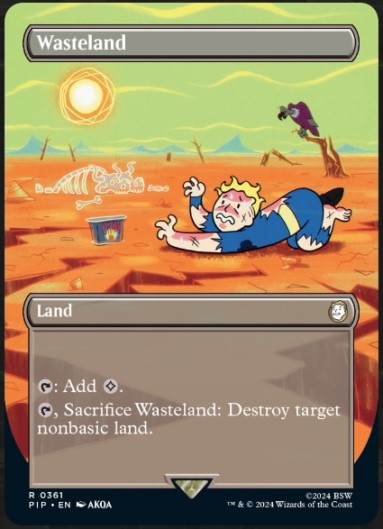 Wasteland
Land
: Add .
, Sacrifice Wasteland: Destroy target
nonbasic land.
R 0361
PIP • EN AKOA
©2024 BSW
™ & © 2024 Wizards of the Coast